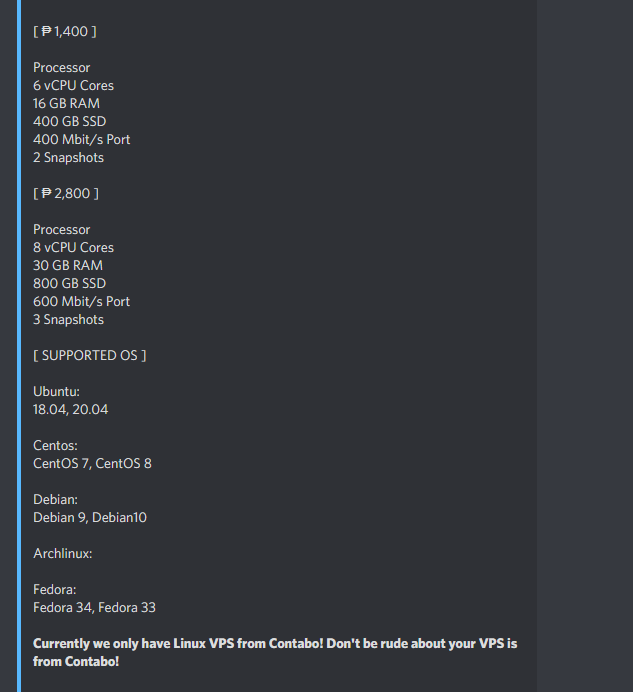 [ ₱ 1,400 ]
Processor
6 vCPU Cores
16 GB RAM
400 GB SSD
400 Mbit/s Port
2 Snapshots
[ ₱ 2,800 ]
Processor
8 vCPU Cores
30 GB RAM
800 GB SSD
600 Mbit/s Port
3 Snapshots
[ SUPPORTED OS ]
Ubuntu:
18.04, 20.04
Centos:
CentOS 7, CentOS 8
Debian:
Debian 9, Debian10
Archlinux:
Fedora:
Fedora 34, Fedora 33
Currently we only have Linux VPS from Contabo! Don't be rude about your VPS is
from Contabo!